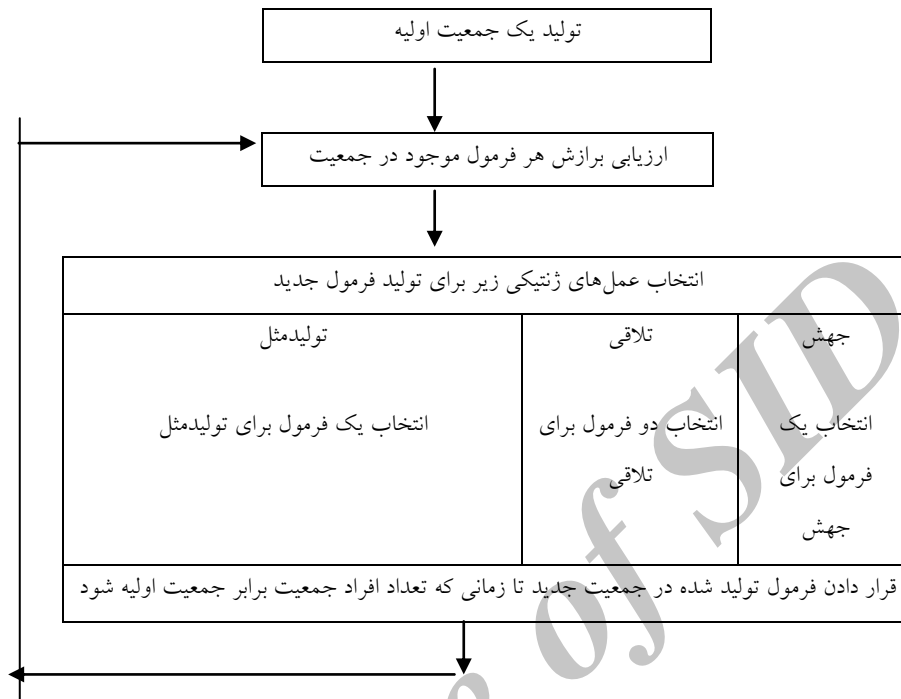 تولید یک جمعیت اولیه
ارزیابی برازش هر فرمول موجود در جمعیت
انتخاب عمل‌های ژنتیکی زیر برای تولید فرمول جدید
جهش
انتخاب یک
فرمول برای
جهش
تلاقی
انتخاب دو فرمول برای
تلاقی
تولیدمثل
انتخاب یک فرمول برای تولیدمثل
قرار دادن فرمول تولید شده در جمعیت جدید تا زمانی که تعداد افراد جمعیت برابر جمعیت اولیه شود
of SID